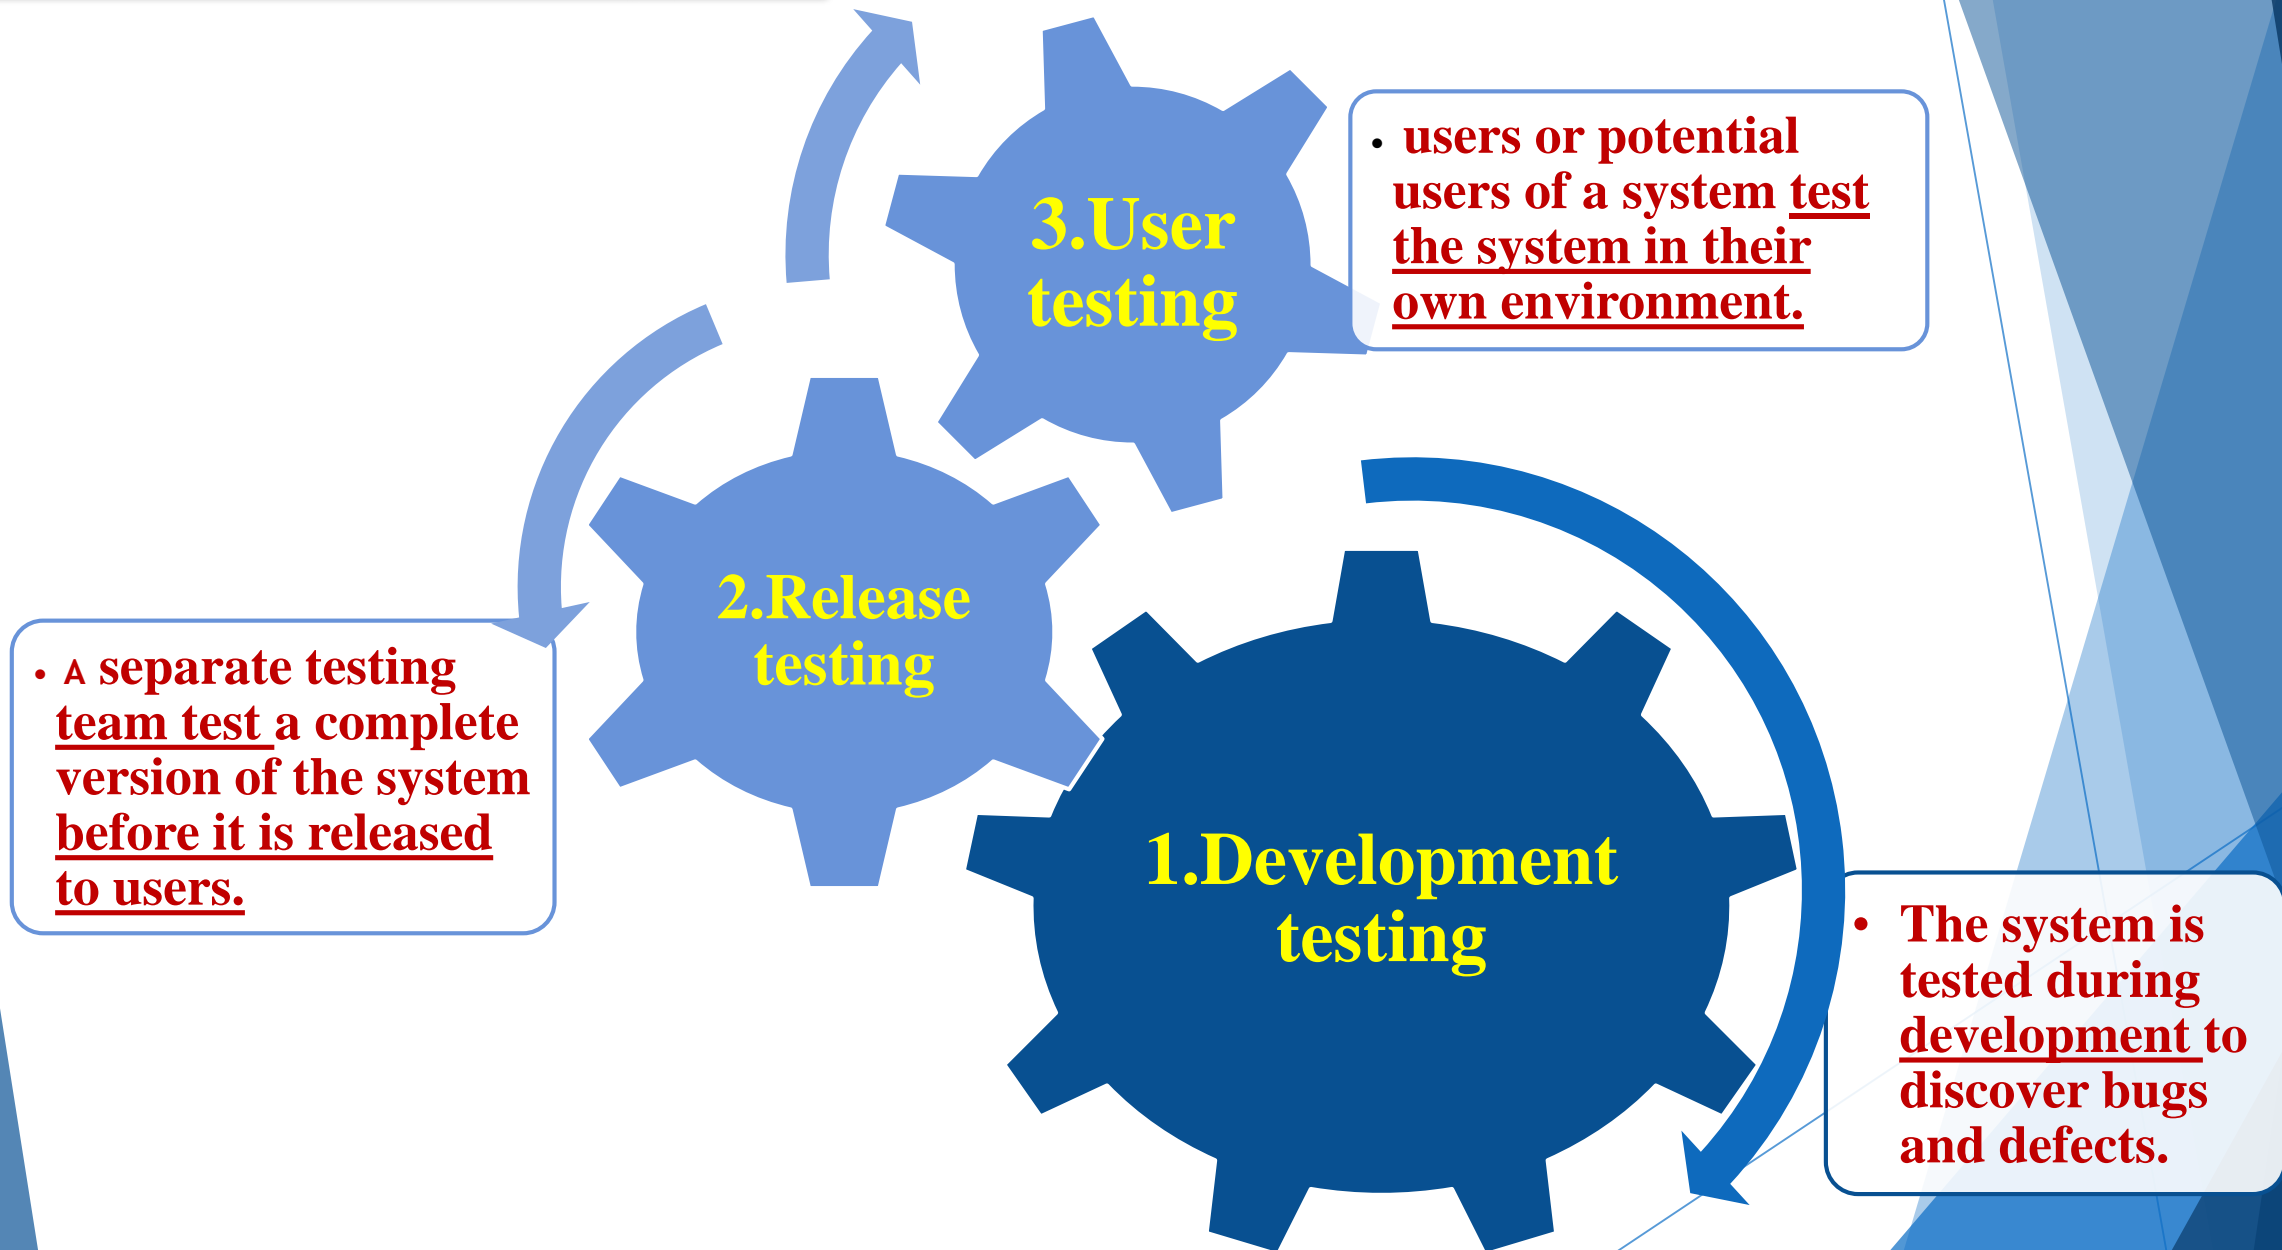 3.User
testing
• users or potential
users of a system test
the system in their
own environment.
2.Release
testing
• A separate testing
team test a complete
version of the system
before it is released
to users.
1.Development
testing
• The system is
tested during
development to
discover bugs
and defects.